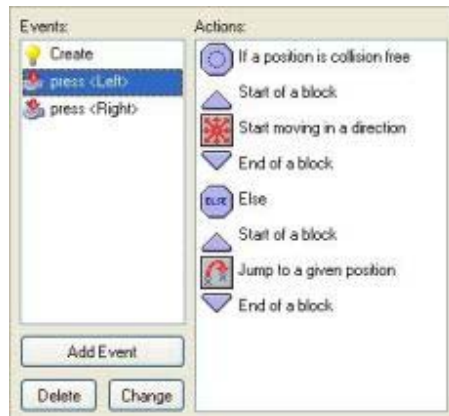 Events:
Create
press <Left>
press <Right>
Add Event
Delete Change
Actions:
If a position is collision free
Start of a block
Start moving in a direction
End of a block
ELSE Else
Start of a block
Jump to a given position
End of a block